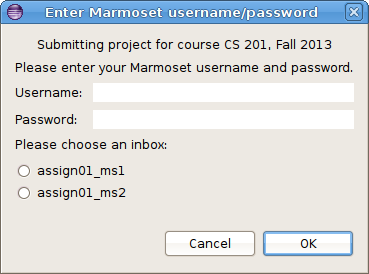 Enter Marmoset username/password
Submitting project for course CS 201, Fall 2013
Please enter your Marmoset username and password.
Username:
Password:
Please choose an inbox:
assign01_ms1
assign01_ms2
Cancel OK